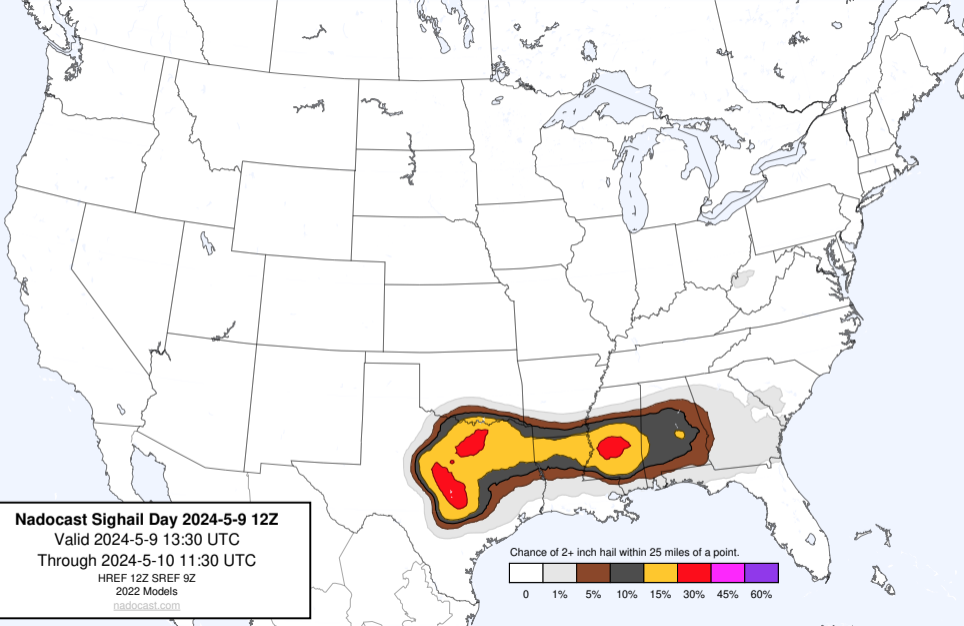 Nadocast Sighail Day 2024-5-9 12Z
Valid 2024-5-9 13:30 UTC
Through 2024-5-10 11:30 UTC
HREF 12Z SREF 9Z
2022 Models
nadocast.com
Chance of 2+ inch hail within 25 miles of a point.
0 1% 5% 10% 15% 30% 45% 60%